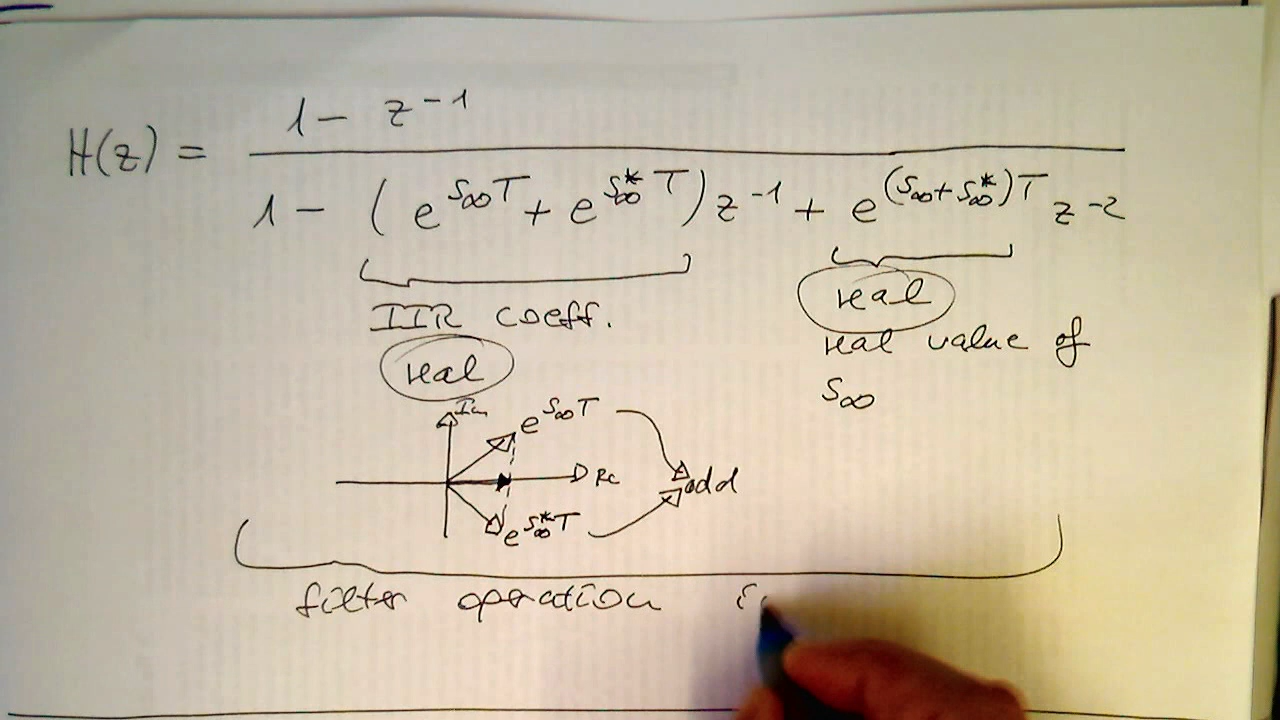 H(z) = 1 - z^-1
1 - (e^{s∞T} + e^{s∞*T})z^-1 + e^{(s∞+s∞*)T} z^-2
IIR coeff. real
real real value of
s∞
Im e^{s∞T}
Re add
e^{s∞*T}
filter operation